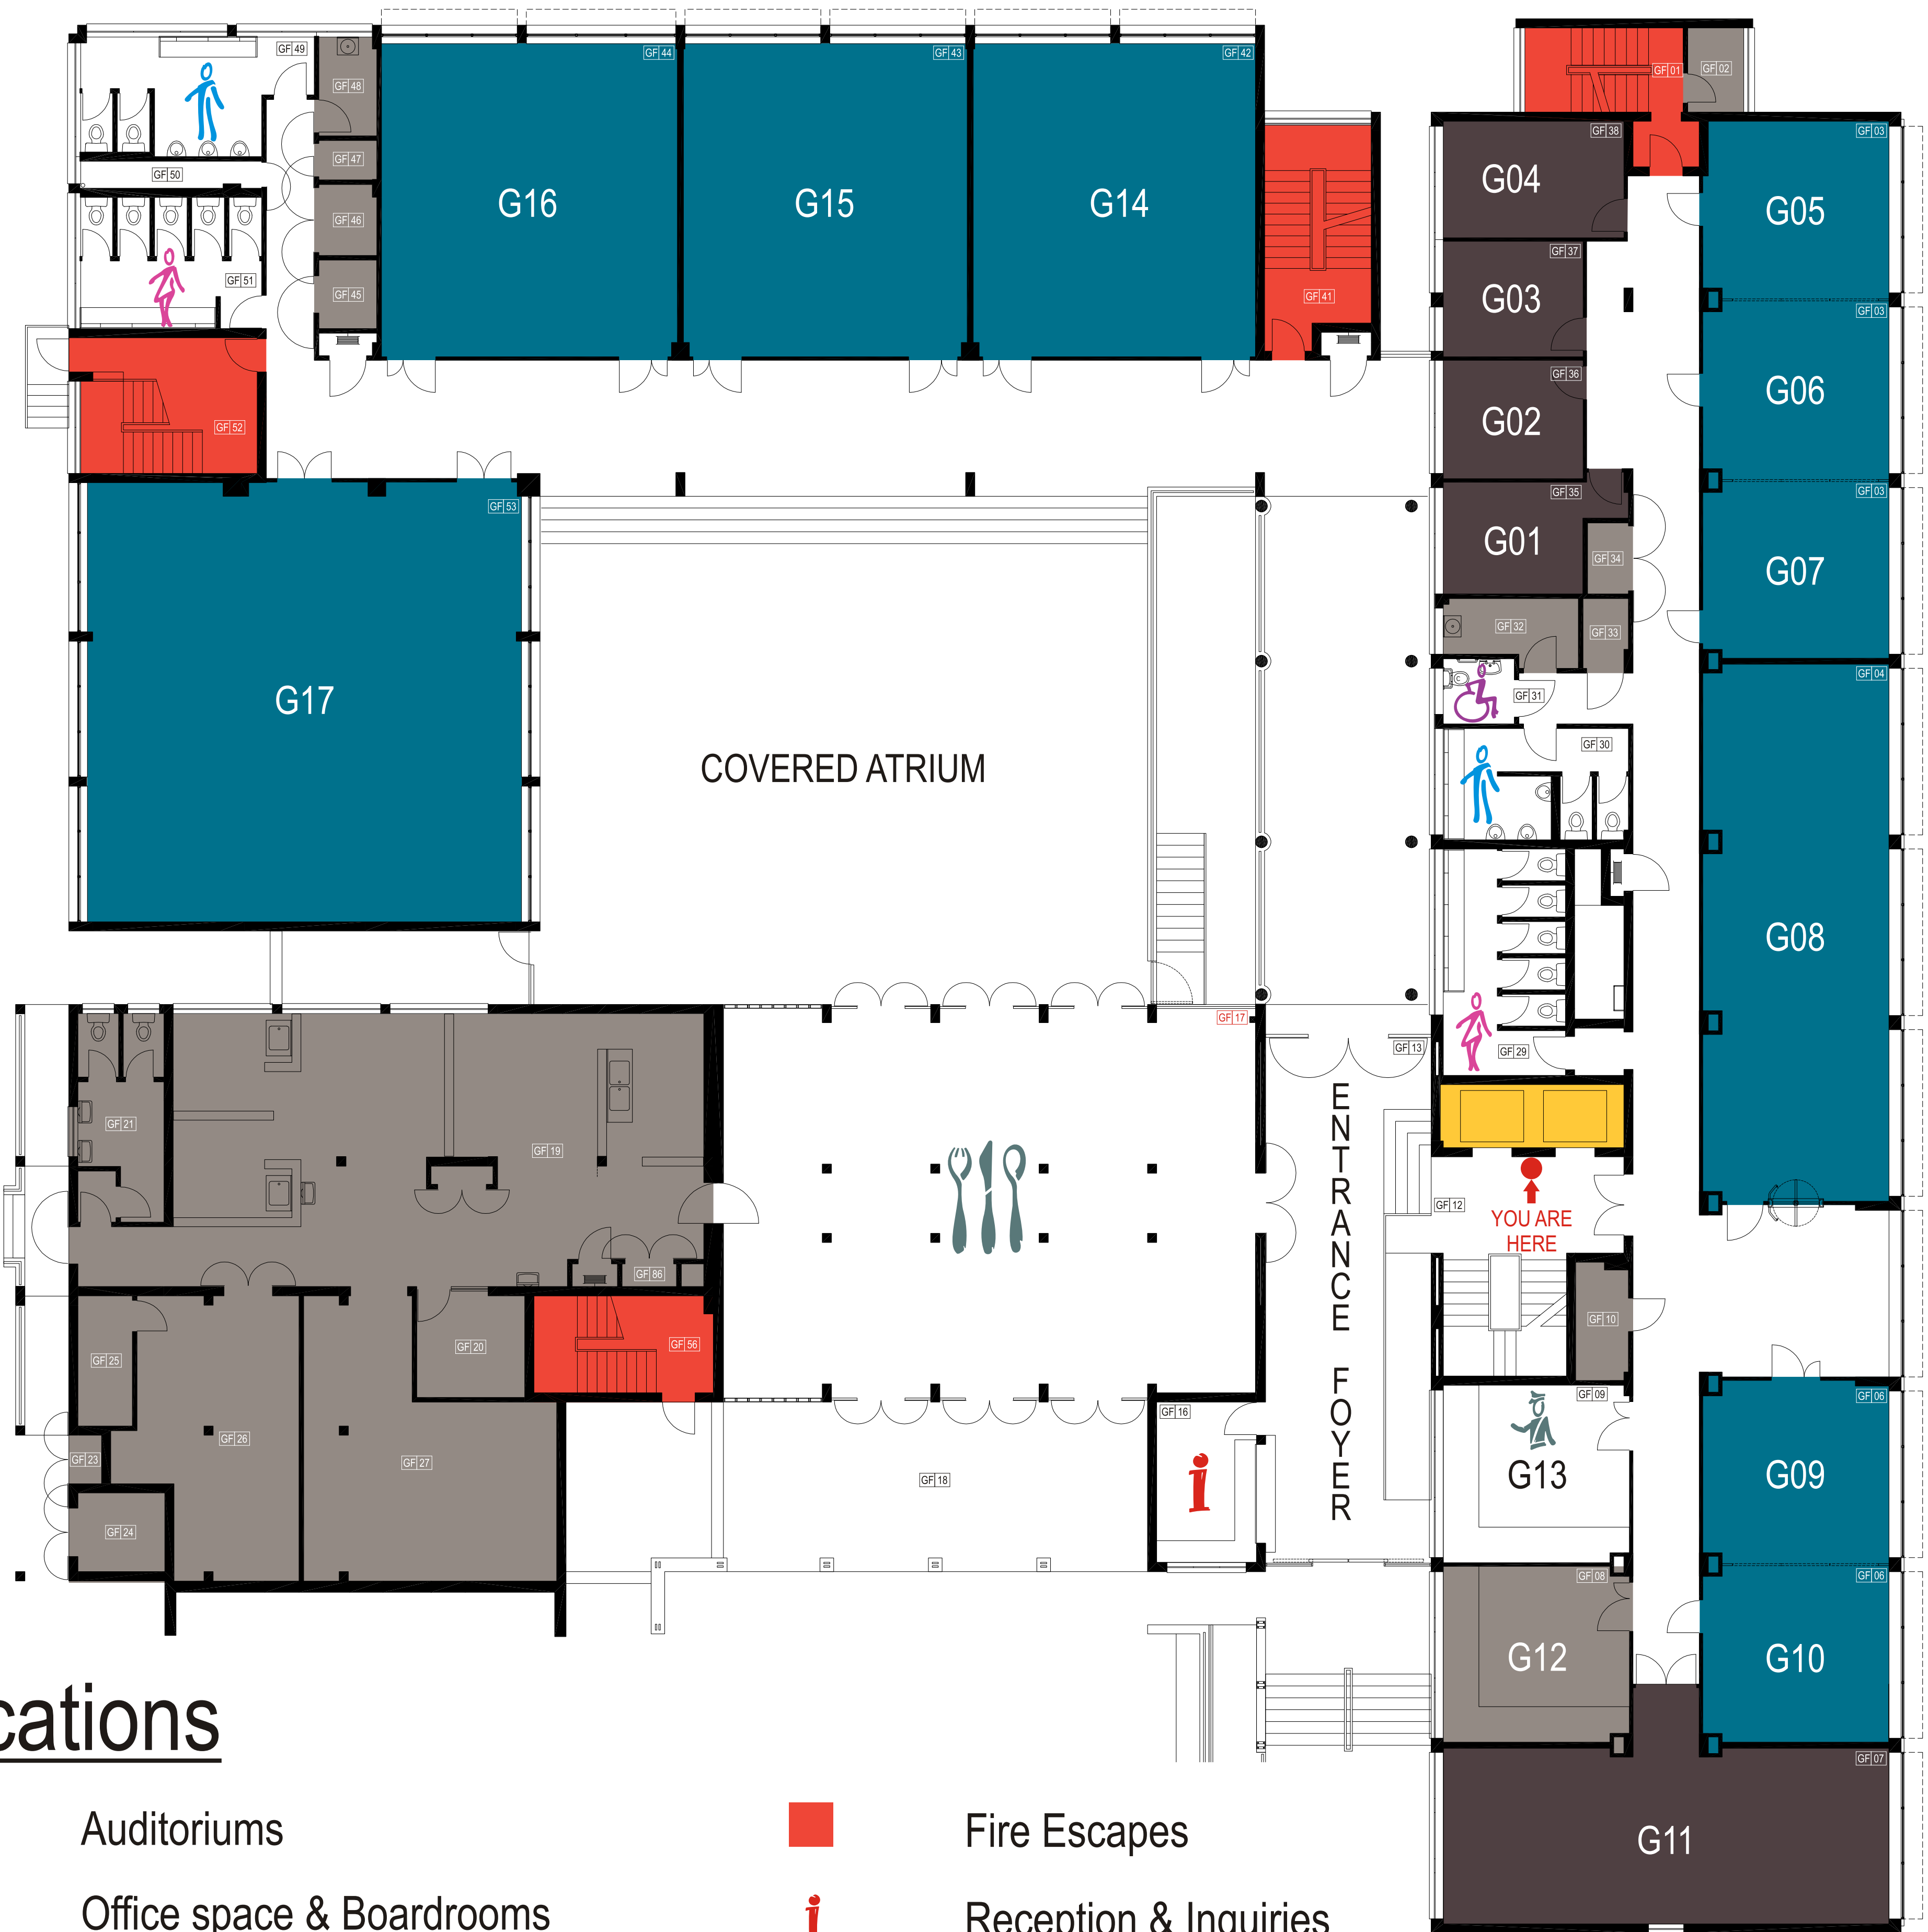 GF 49
GF 48
GF 47
GF 50
GF 46
GF 51
GF 45
GF 52
GF 44
G16
GF 43
G15
GF 42
G14
GF 41
GF 01
GF 02
GF 38
G04
GF 03
G05
GF 37
G03
GF 03
G06
GF 36
G02
GF 35
G01
GF 34
GF 03
G07
GF 32
GF 33
GF 31
GF 30
GF 04
G08
GF 53
G17
COVERED ATRIUM
GF 29
GF 17
GF 13
GF 21
GF 19
GF 86
ENTRANCE FOYER
GF 12
YOU ARE
HERE
GF 10
GF 25
GF 20
GF 56
GF 26
GF 23
GF 27
GF 24
GF 18
GF 16
i
GF 09
G13
GF 06
G09
GF 08
G12
GF 06
G10
GF 07
G11
cations
Auditoriums
Fire Escapes
Office space & Boardrooms
i
Reception & Inquiries